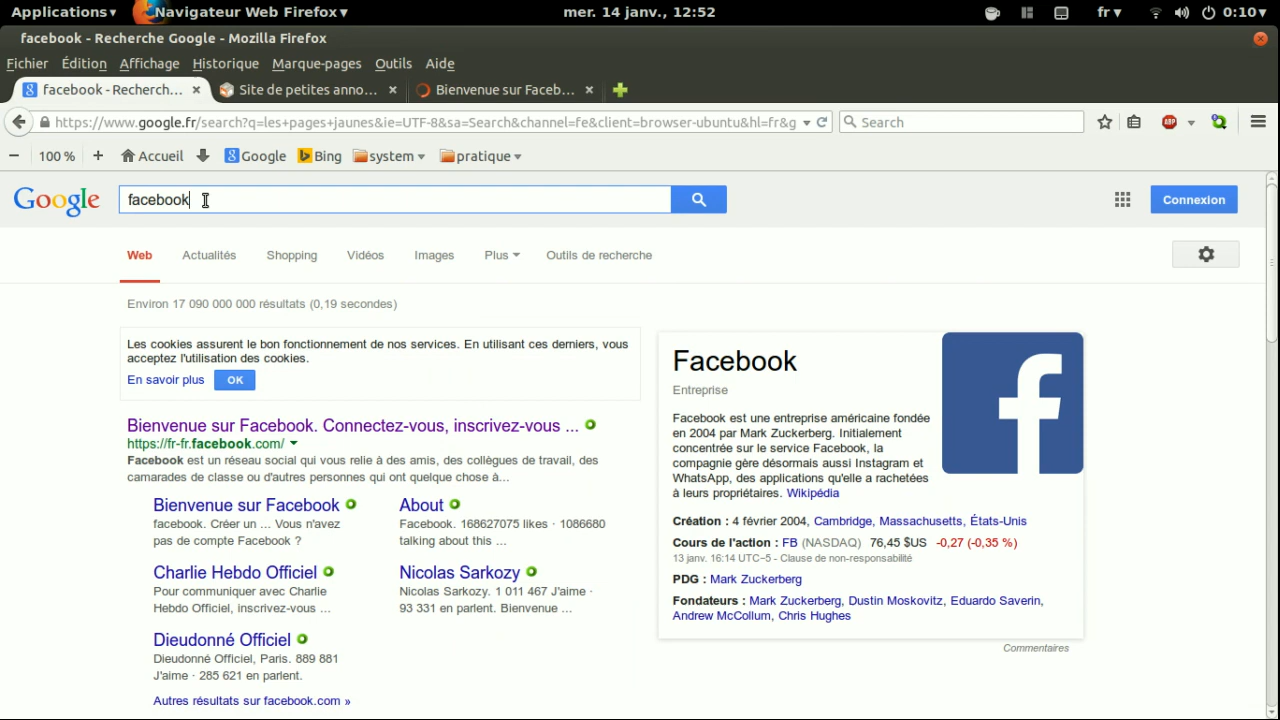 Applications
Navigateur Web Firefox
mer. 14 janv., 12:52
fr
0:10
facebook - Recherche Google - Mozilla Firefox
Fichier Édition Affichage Historique Marque-pages Outils Aide
facebook - Recherch...
Site de petites anno...
Bienvenue sur Faceb...
https://www.google.fr/search?q=les+pages+jaunes&ie=UTF-8&sa=Search&channel=fe&client=browser-ubuntu&hl=fr&g
Search
ABP
100 %
Accueil
Google
Bing
system
pratique
Google
facebook
Connexion
Web Actualités Shopping Vidéos Images Plus Outils de recherche
Environ 17 090 000 000 résultats (0,19 secondes)
Les cookies assurent le bon fonctionnement de nos services. En utilisant ces derniers, vous
acceptez l'utilisation des cookies.
En savoir plus OK
Bienvenue sur Facebook. Connectez-vous, inscrivez-vous ...
https://fr-fr.facebook.com/
Facebook est un réseau social qui vous relie à des amis, des collègues de travail, des
camarades de classe ou d'autres personnes qui ont quelque chose à...
Bienvenue sur Facebook
facebook. Créer un ... Vous n'avez
pas de compte Facebook ?
About
Facebook. 168627075 likes · 1086680
talking about this ...
Charlie Hebdo Officiel
Pour communiquer avec Charlie
Hebdo Officiel, inscrivez-vous ...
Nicolas Sarkozy
Nicolas Sarkozy. 1 011 467 J'aime ·
93 331 en parlent. Bienvenue ...
Dieudonné Officiel
Dieudonné Officiel, Paris. 889 881
J'aime · 285 621 en parlent.
Autres résultats sur facebook.com »
Facebook
Entreprise
Facebook est une entreprise américaine fondée
en 2004 par Mark Zuckerberg. Initialement
concentrée sur le service Facebook, la
compagnie gère désormais aussi Instagram et
WhatsApp, des applications qu'elle a rachetées
à leurs propriétaires. Wikipédia
Création : 4 février 2004, Cambridge, Massachusetts, États-Unis
Cours de l'action : FB (NASDAQ) 76,45 $US -0,27 (-0,35 %)
13 janv. 16:14 UTC−5 - Clause de non-responsabilité
PDG : Mark Zuckerberg
Fondateurs : Mark Zuckerberg, Dustin Moskovitz, Eduardo Saverin,
Andrew McCollum, Chris Hughes
Commentaires